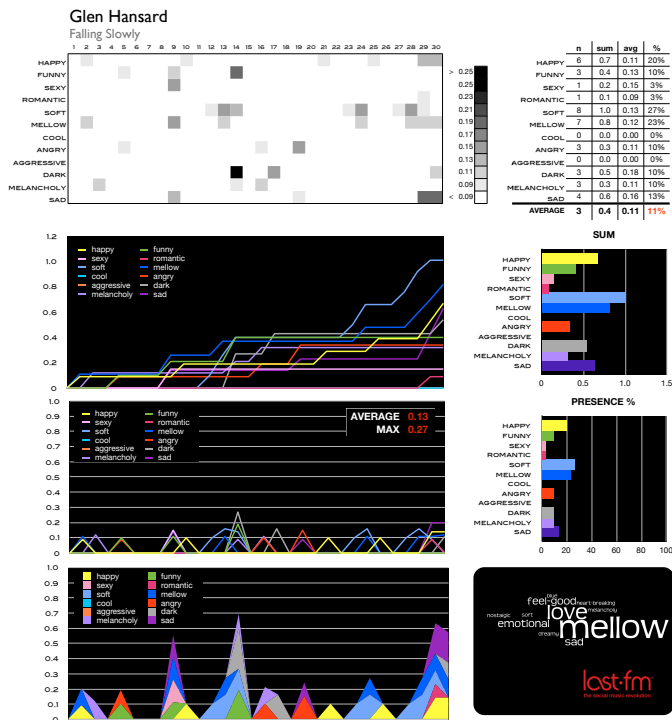 Glen Hansard
Falling Slowly
1 2 3 4 5 6 7 8 9 10 11 12 13 14 15 16 17 18 19 20 21 22 23 24 25 26 27 28 29 30
HAPPY
FUNNY
SEXY
ROMANTIC
SOFT
MELLOW
COOL
ANGRY
AGGRESSIVE
DARK
MELANCHOLY
SAD
> 0.25
0.25
0.23
0.21
0.19
0.17
0.15
0.13
0.11
< 0.09
0.09
n sum avg %
HAPPY 6 0.7 0.11 20%
FUNNY 3 0.4 0.13 10%
SEXY 1 0.2 0.15 3%
ROMANTIC 1 0.1 0.09 3%
SOFT 8 1.0 0.13 27%
MELLOW 7 0.8 0.12 23%
COOL 0 0.0 0.00 0%
ANGRY 3 0.3 0.11 10%
AGGRESSIVE 0 0.0 0.00 0%
DARK 3 0.5 0.18 10%
MELANCHOLY 3 0.3 0.11 10%
SAD 4 0.6 0.16 13%
AVERAGE 3 0.4 0.11 11%
1.2
1.0
0.8
0.6
0.4
0.2
0
happy funny
sexy romantic
soft mellow
cool angry
aggressive dark
melancholy sad
SUM
HAPPY
FUNNY
SEXY
ROMANTIC
SOFT
MELLOW
COOL
ANGRY
AGGRESSIVE
DARK
MELANCHOLY
SAD
0 0.5 1.0 1.5
1.0
0.9
0.8
0.7
0.6
0.5
0.4
0.3
0.2
0.1
0
happy funny
sexy romantic
soft mellow
cool angry
aggressive dark
melancholy sad
AVERAGE 0.13
MAX 0.27
PRESENCE %
HAPPY
FUNNY
SEXY
ROMANTIC
SOFT
MELLOW
COOL
ANGRY
AGGRESSIVE
DARK
MELANCHOLY
SAD
0 20 40 60 80 100
1.0
0.9
0.8
0.7
0.6
0.5
0.4
0.3
0.2
0.1
0
happy funny
sexy romantic
soft mellow
cool angry
aggressive dark
melancholy sad
blue
feel-good heart-breaking
love melancholy
nostalgic soft
emotional mellow
dreamy
sad
last.fm
the social music revolution